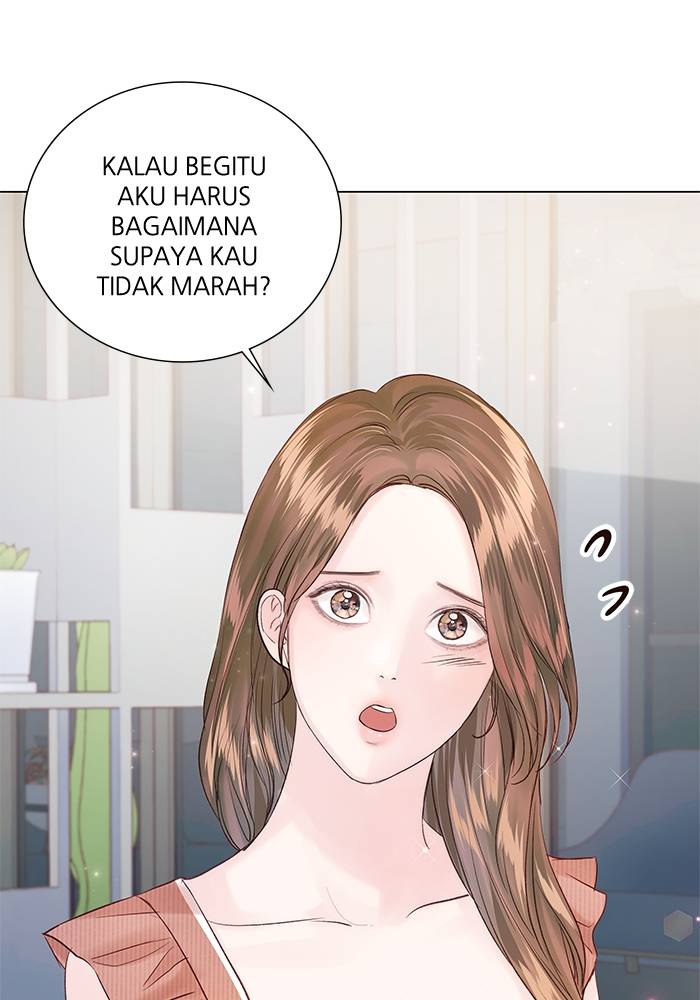 KALAU BEGITU
AKU HARUS
BAGAIMANA
SUPAYA KAU
TIDAK MARAH?